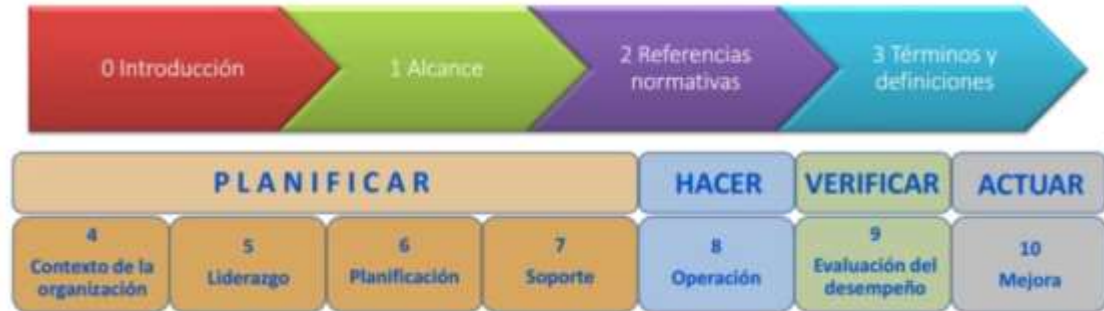 0 Introducción
1 Alcance
2 Referencias
normativas
3 Términos y
definiciones
PLANIFICAR
HACER
VERIFICAR
ACTUAR
4
Contexto de la
organización
5
Liderazgo
6
Planificación
7
Soporte
8
Operación
9
Evaluación del
desempeño
10
Mejora